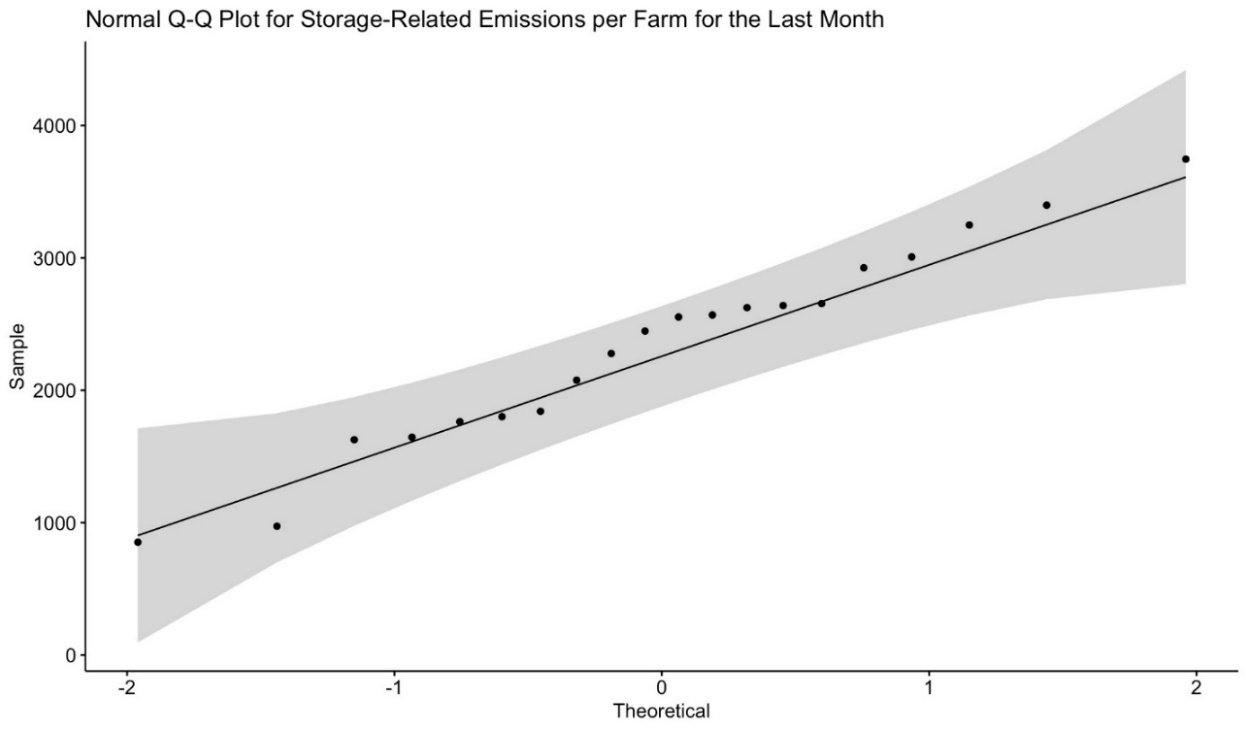 Normal Q-Q Plot for Storage-Related Emissions per Farm for the Last Month
4000
3000
2000
1000
0
Sample
-2 -1 0 1 2
Theoretical